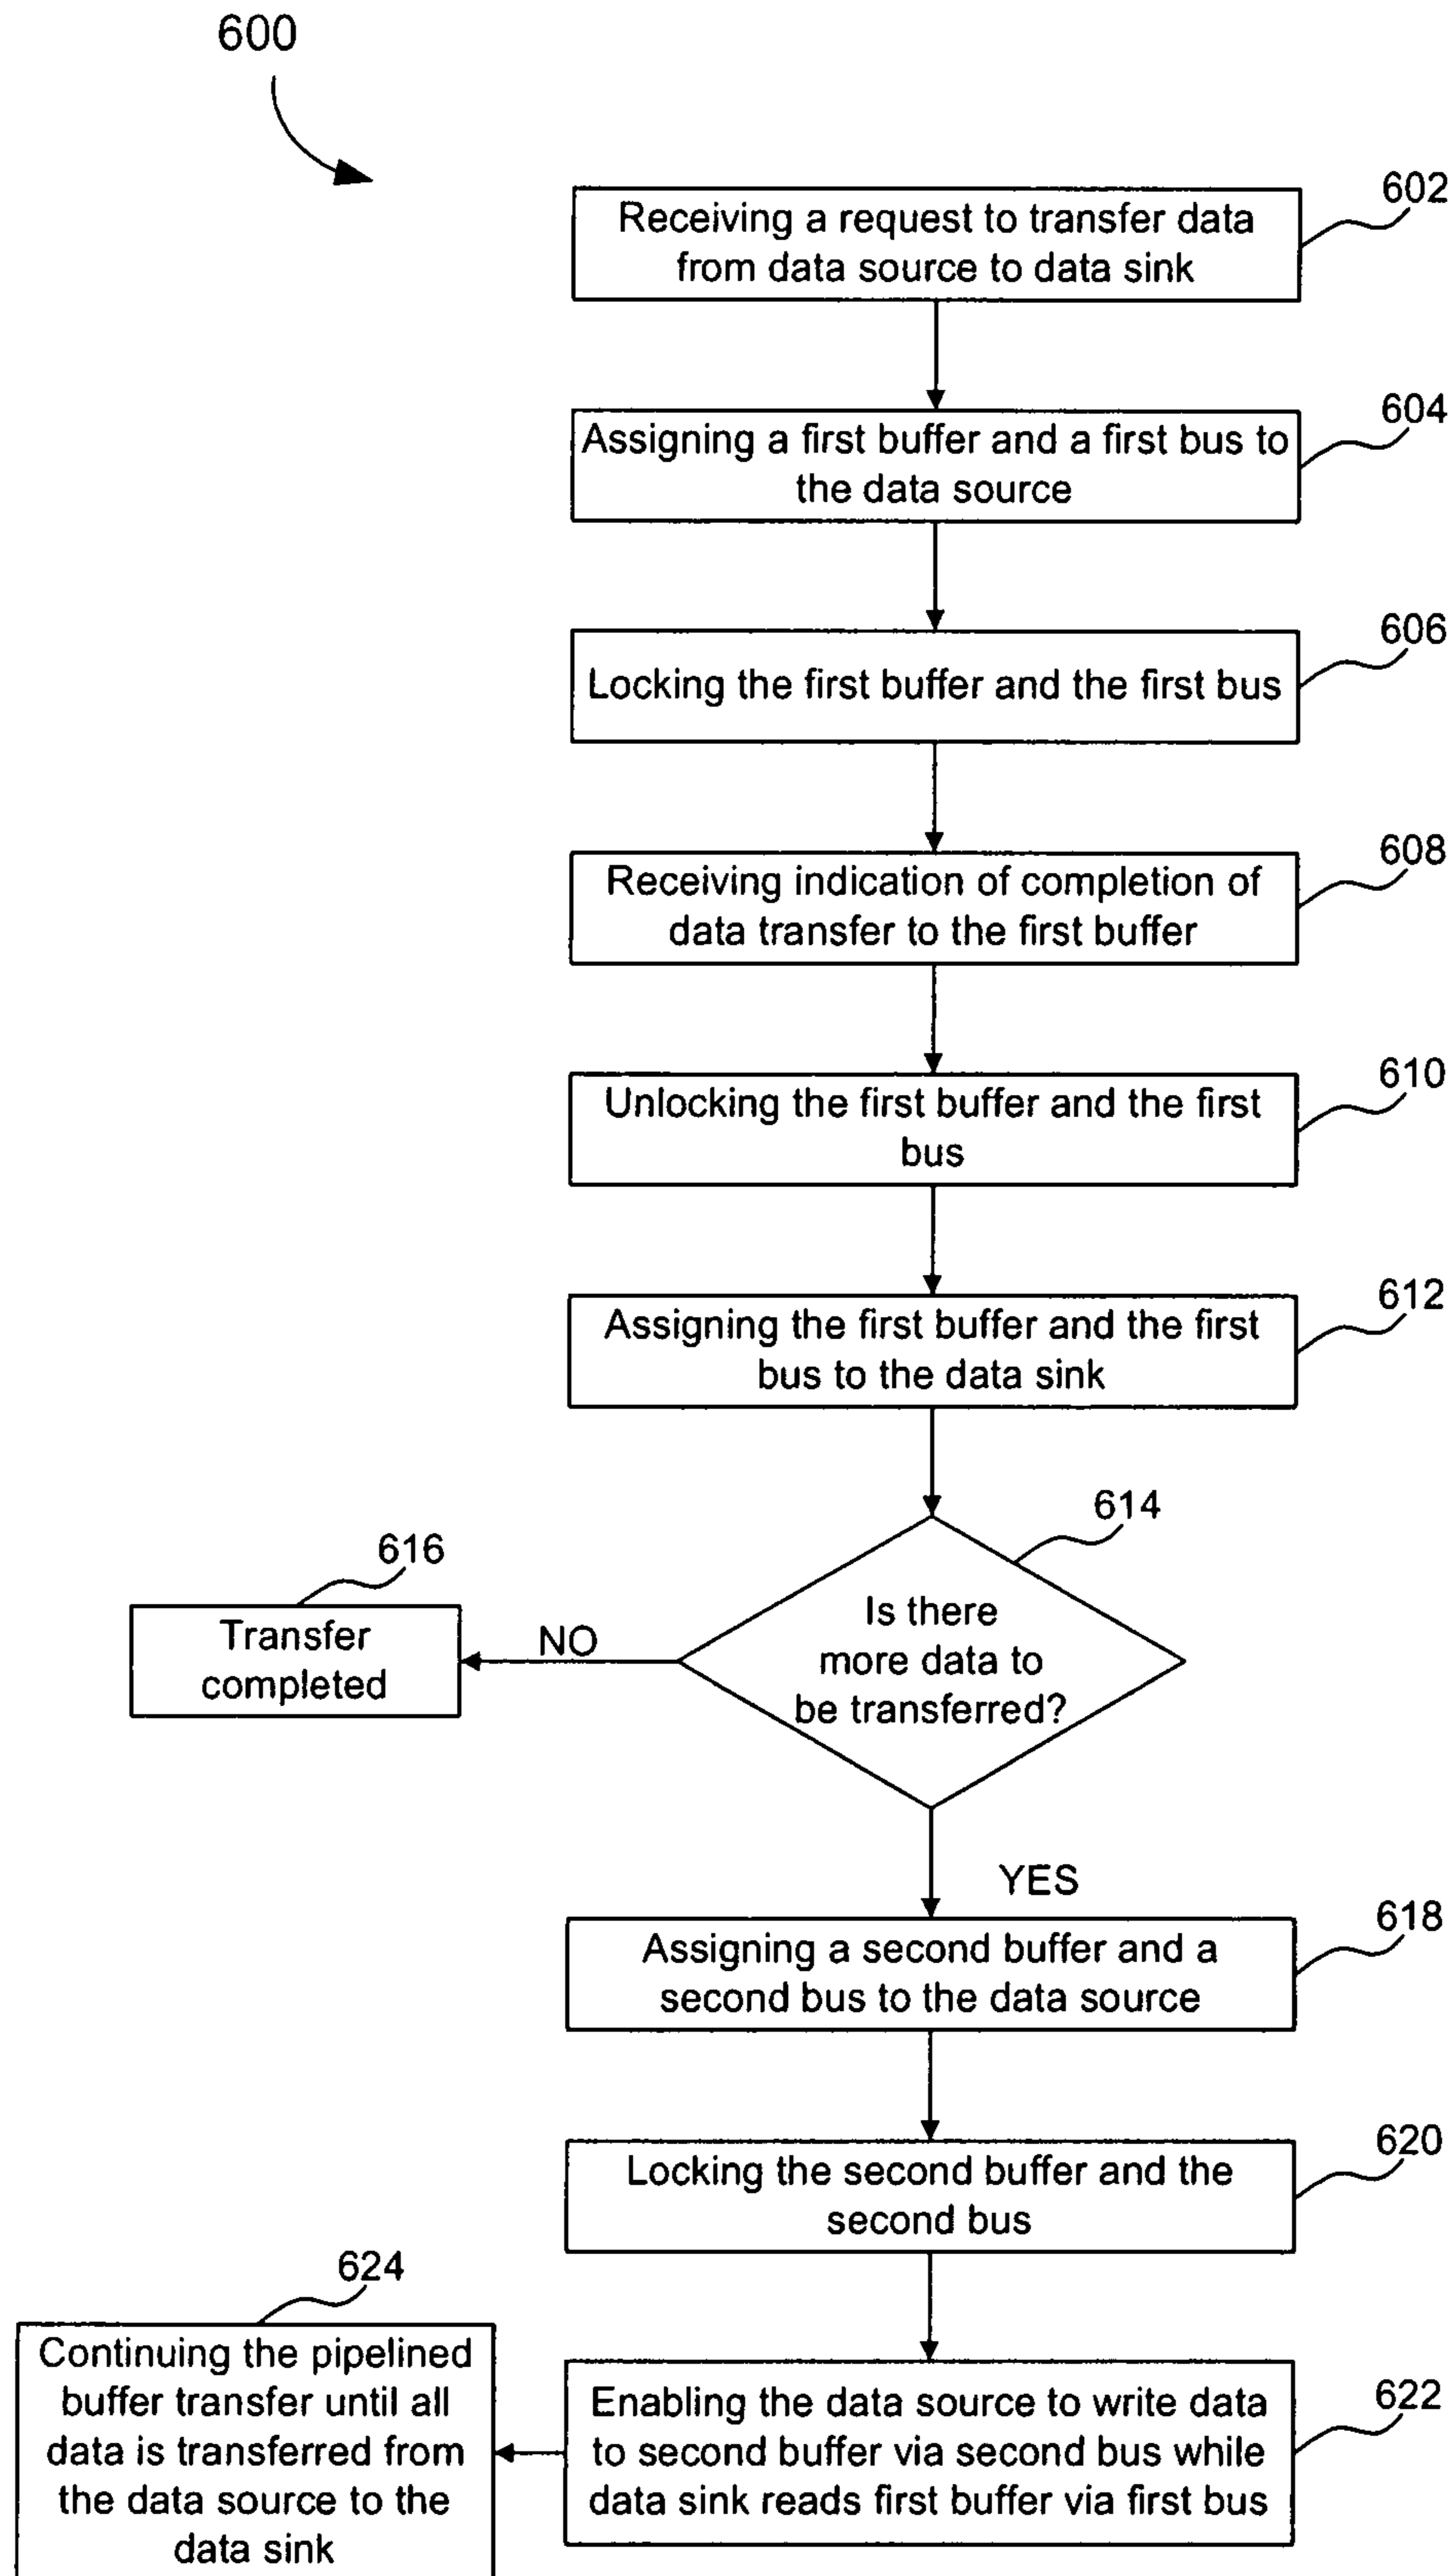 600
602
Receiving a request to transfer data
from data source to data sink
604
Assigning a first buffer and a first bus to
the data source
606
Locking the first buffer and the first bus
608
Receiving indication of completion of
data transfer to the first buffer
610
Unlocking the first buffer and the first
bus
612
Assigning the first buffer and the first
bus to the data sink
614
Is there
more data to
be transferred?
616
NO
Transfer
completed
YES
618
Assigning a second buffer and a
second bus to the data source
620
Locking the second buffer and the
second bus
622
Enabling the data source to write data
to second buffer via second bus while
data sink reads first buffer via first bus
624
Continuing the pipelined
buffer transfer until all
data is transferred from
the data source to the
data sink